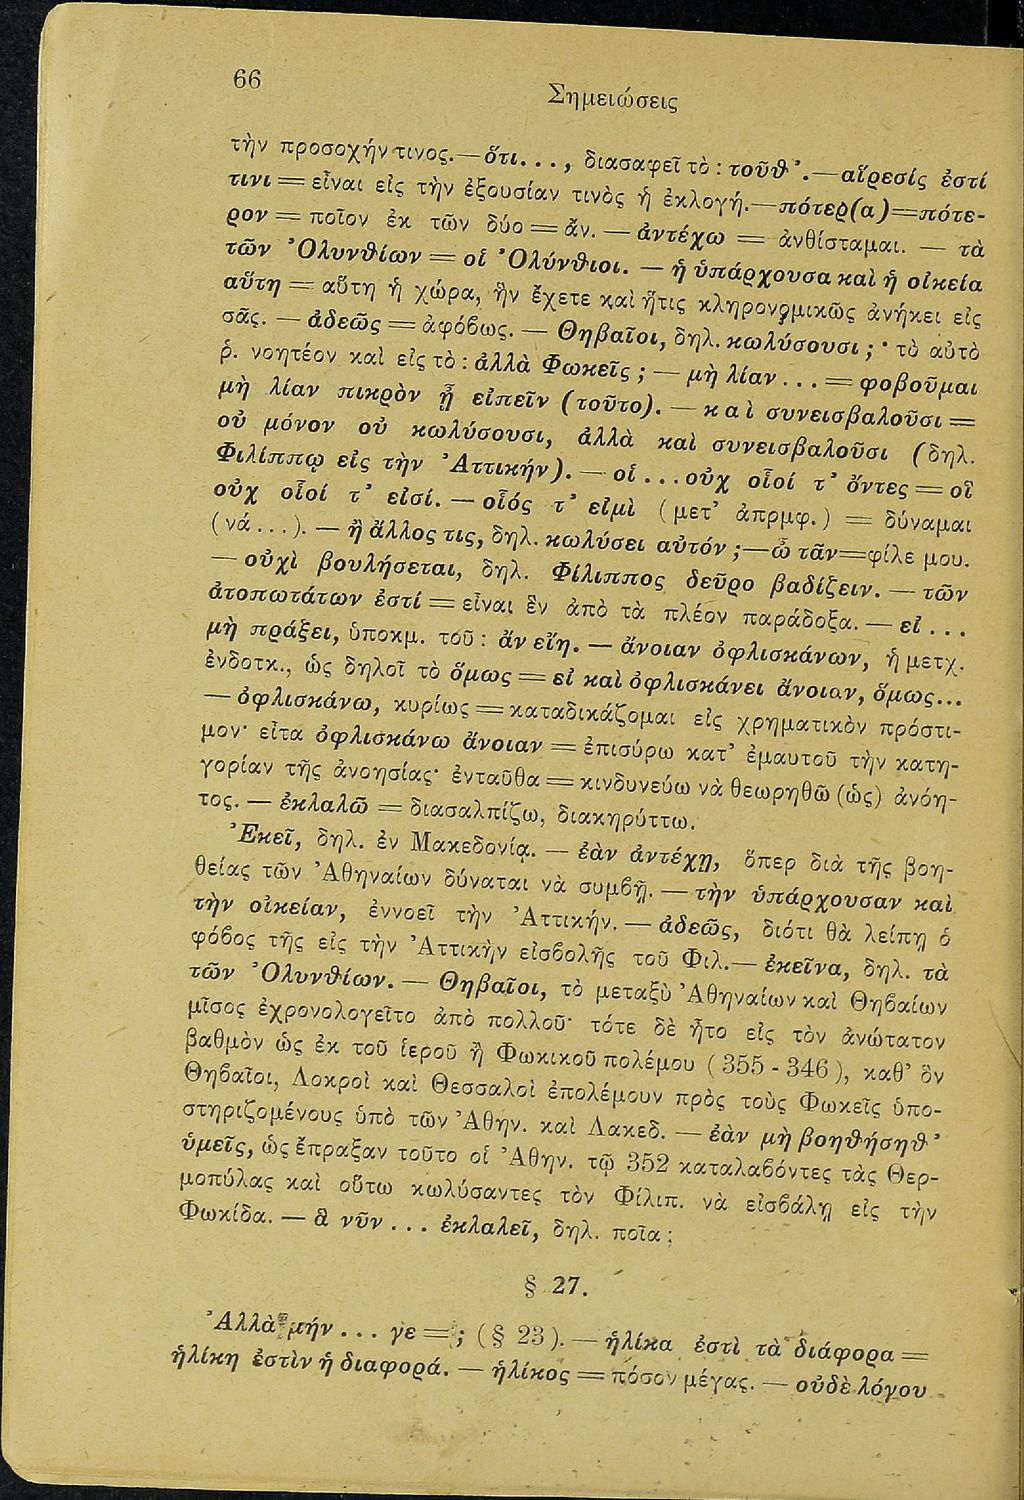 66
Σημειώσεις
τὴν προσοχήν τινος.—ὅτι..., διασαφεῖ τὸ : τοῦθ'.—αἵρεσίς ἐστί
τινι = εἶναι εἰς τὴν ἐξουσίαν τινὸς ἡ ἐκλογή.—πότερ(α)=πότε-
ρον = ποῖον ἐκ τῶν δύο = ἄν. — ἀντέχω = ἀνθίσταμαι. — τὰ
τῶν Ὀλυνθίων = οἱ Ὀλύνθιοι. — ἡ ὑπάρχουσα καὶ ἡ οἰκεία
αὕτη = αὕτη ἡ χώρα, ἣν ἔχετε καὶ ἥτις κληρονομικῶς ἀνήκει εἰς
σᾶς. — ἀδεῶς = ἀφόβως. — Θηβαῖοι, δηλ. κωλύσουσι ; · τὸ αὐτὸ
ῥ. νοητέον καὶ εἰς τὸ : ἀλλὰ Φωκεῖς ; — μὴ λίαν ... = φοβοῦμαι
μὴ λίαν πικρὸν ᾖ εἰπεῖν (τοῦτο). — καὶ συνεισβαλοῦσι =
οὐ μόνον οὐ κωλύσουσι, ἀλλὰ καὶ συνεισβαλοῦσι (δηλ.
Φιλίππῳ εἰς τὴν Ἀττικήν). — οἱ ... οὐχ οἷοί τ' ὄντες = οἳ
οὐχ οἷοί τ' εἰσί. — οἷός τ' εἰμὶ (μετ' ἀπρμφ.) = δύναμαι
(νά...). — ἢ ἄλλος τις, δηλ. κωλύσει αὐτόν ;—ὦ τᾶν=φίλε μου.
— οὐχὶ βουλήσεται, δηλ. Φίλιππος δεῦρο βαδίζειν. — τῶν
ἀτοπωτάτων ἐστί = εἶναι ἓν ἀπὸ τὰ πλέον παράδοξα. — εἰ ...
μὴ πράξει, ὑποκμ. τοῦ : ἂν εἴη. — ἄνοιαν ὀφλισκάνων, ἡ μετχ.
ἐνδοτκ., ὡς δηλοῖ τὸ ὅμως = εἰ καὶ ὀφλισκάνει ἄνοιαν, ὅμως...
— ὀφλισκάνω, κυρίως = καταδικάζομαι εἰς χρηματικὸν πρόστι-
μον· εἶτα ὀφλισκάνω ἄνοιαν = ἐπισύρω κατ' ἐμαυτοῦ τὴν κατη-
γορίαν τῆς ἀνοησίας· ἐνταῦθα = κινδυνεύω νὰ θεωρηθῶ (ὡς) ἀνόη-
τος. — ἐκλαλῶ = διασαλπίζω, διακηρύττω.
Ἐκεῖ, δηλ. ἐν Μακεδονίᾳ. — ἐὰν ἀντέχῃ, ὅπερ διὰ τῆς βοη-
θείας τῶν Ἀθηναίων δύναται νὰ συμβῇ. — τὴν ὑπάρχουσαν καὶ
τὴν οἰκείαν, ἐννοεῖ τὴν Ἀττικήν. — ἀδεῶς, διότι θὰ λείπῃ ὁ
φόβος τῆς εἰς τὴν Ἀττικὴν εἰσβολῆς τοῦ Φιλ.— ἐκεῖνα, δηλ. τὰ
τῶν Ὀλυνθίων. — Θηβαῖοι, τὸ μεταξὺ Ἀθηναίων καὶ Θηβαίων
μῖσος ἐχρονολογεῖτο ἀπὸ πολλοῦ· τότε δὲ ἦτο εἰς τὸν ἀνώτατον
βαθμὸν ὡς ἐκ τοῦ ἱεροῦ ἢ Φωκικοῦ πολέμου (355 - 346), καθ' ὃν
Θηβαῖοι, Λοκροὶ καὶ Θεσσαλοὶ ἐπολέμουν πρὸς τοὺς Φωκεῖς ὑπο-
στηριζομένους ὑπὸ τῶν Ἀθην. καὶ Λακεδ. — ἐὰν μὴ βοηθήσηθ'
ὑμεῖς, ὡς ἔπραξαν τοῦτο οἱ Ἀθην. τῷ 352 καταλαβόντες τὰς Θερ-
μοπύλας καὶ οὕτω κωλύσαντες τὸν Φίλιπ. νὰ εἰσβάλῃ εἰς τὴν
Φωκίδα. — ἃ νῦν ... ἐκλαλεῖ, δηλ. ποῖα ;
§ 27.
Ἀλλὰ μήν ... γε = ; (§ 23). — ἡλίκα ἐστὶ τὰ διάφορα =
ἡλίκη ἐστὶν ἡ διαφορά. — ἡλίκος = πόσον μέγας. — οὐδὲ λόγου